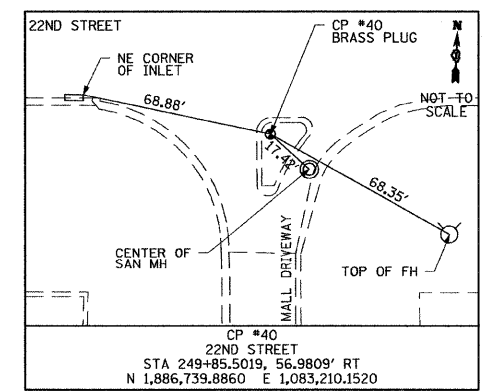 22ND STREET
CP #40
BRASS PLUG
N
NE CORNER
OF INLET
68.88'
NOT TO
SCALE
17.42'
68.35'
CENTER OF
SAN MH
MALL DRIVEWAY
TOP OF FH
CP #40
22ND STREET
STA 249+85.5019, 56.9809' RT
N 1,886,739.8860 E 1,083,210.1520